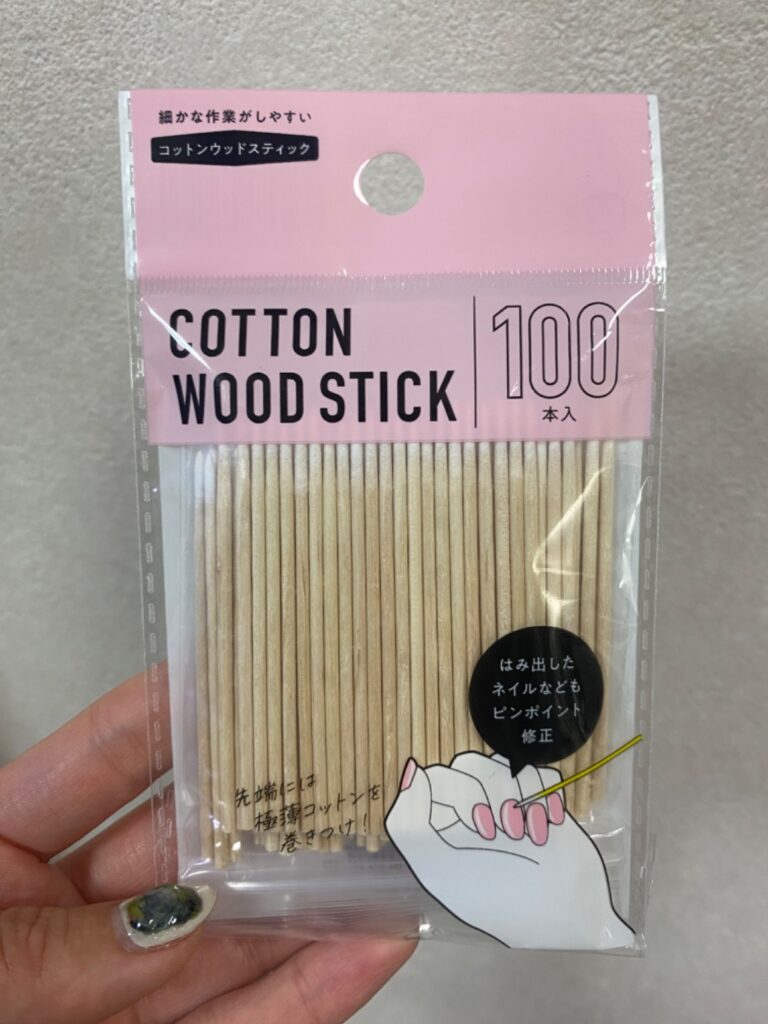 細かな作業がしやすい
コットンウッドスティック
COTTON
WOOD STICK
100
本入
はみ出した
ネイルなども
ピンポイント
修正
先端には
極薄コットンを
巻きつけ!